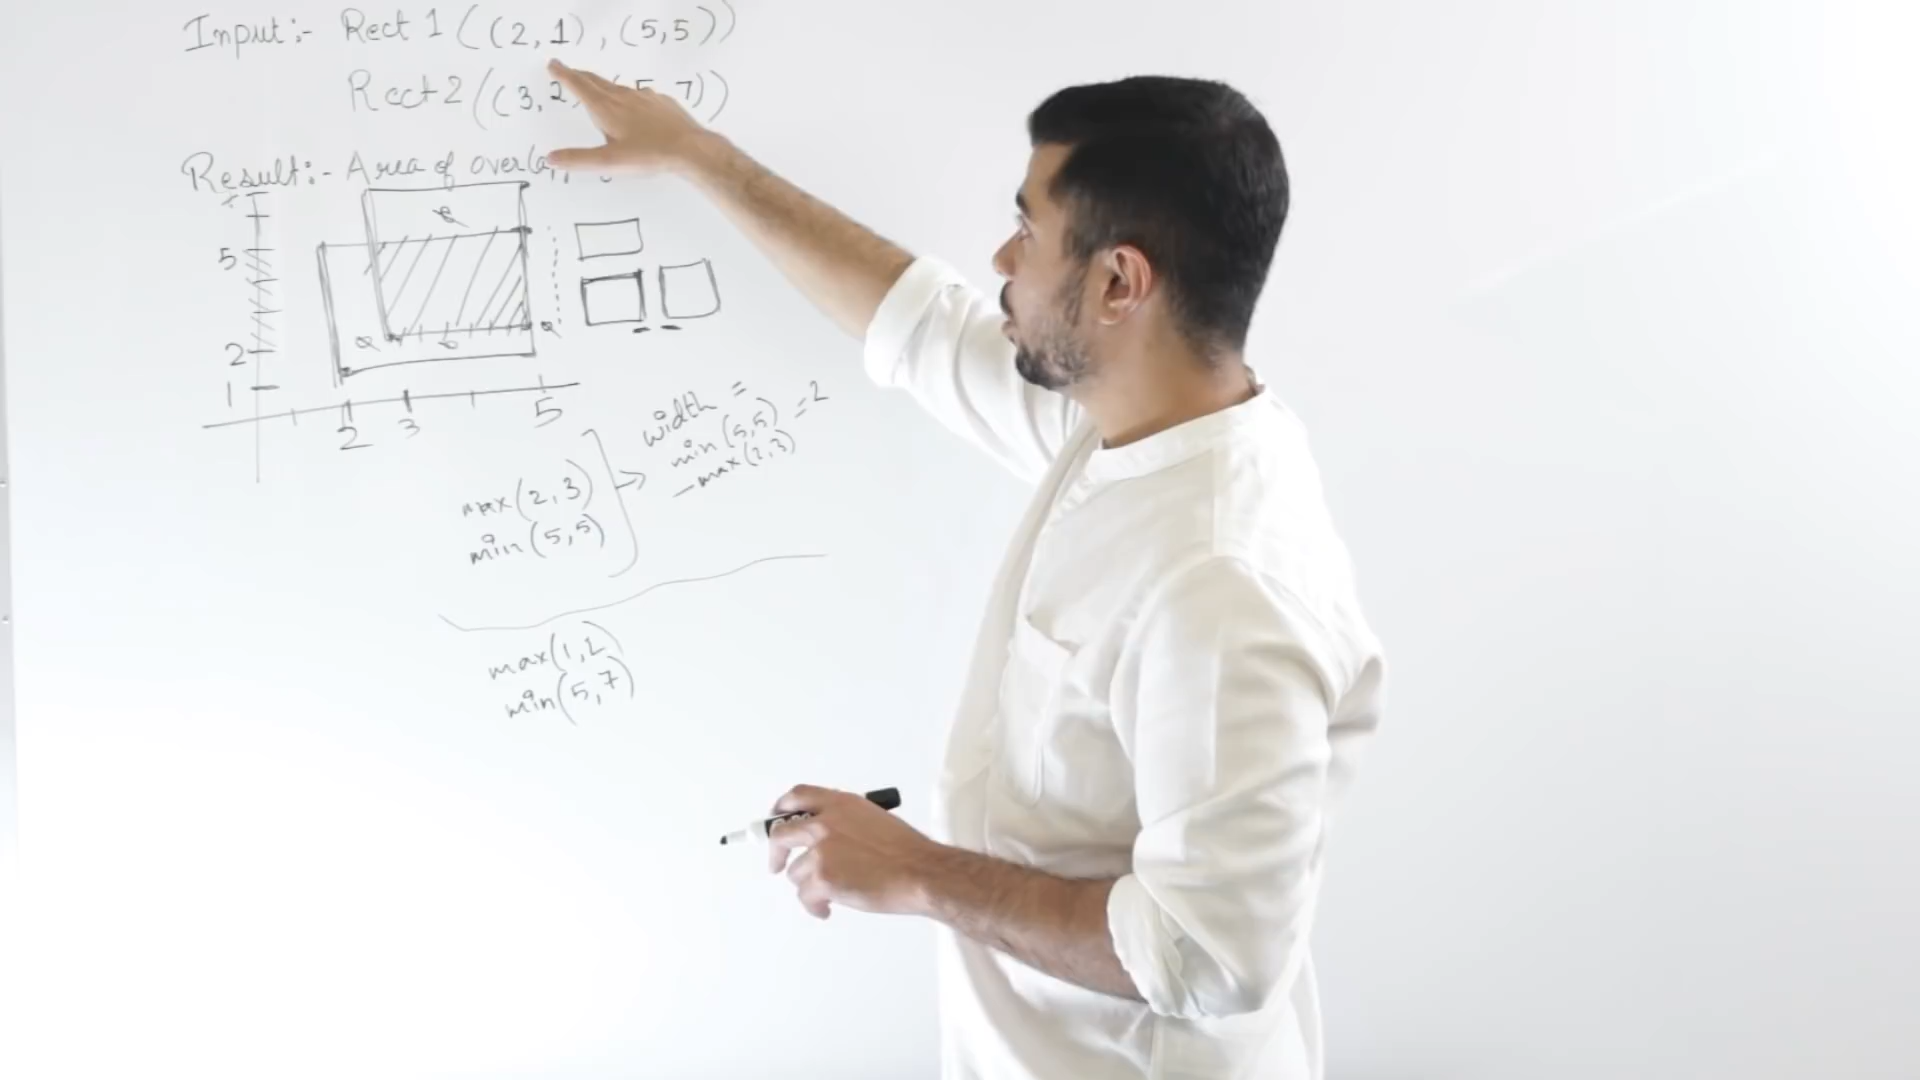 Input:- Rect 1 ((2,1), (5,5))
Rect 2 ((3,2) 5,7))
Result:- Area of overlap
5
2
1
2 3 5
a b a
width =
min (5,5) = 2
- max (2,3)
max (2,3)
min (5,5)
max (1,2)
min (5,7)